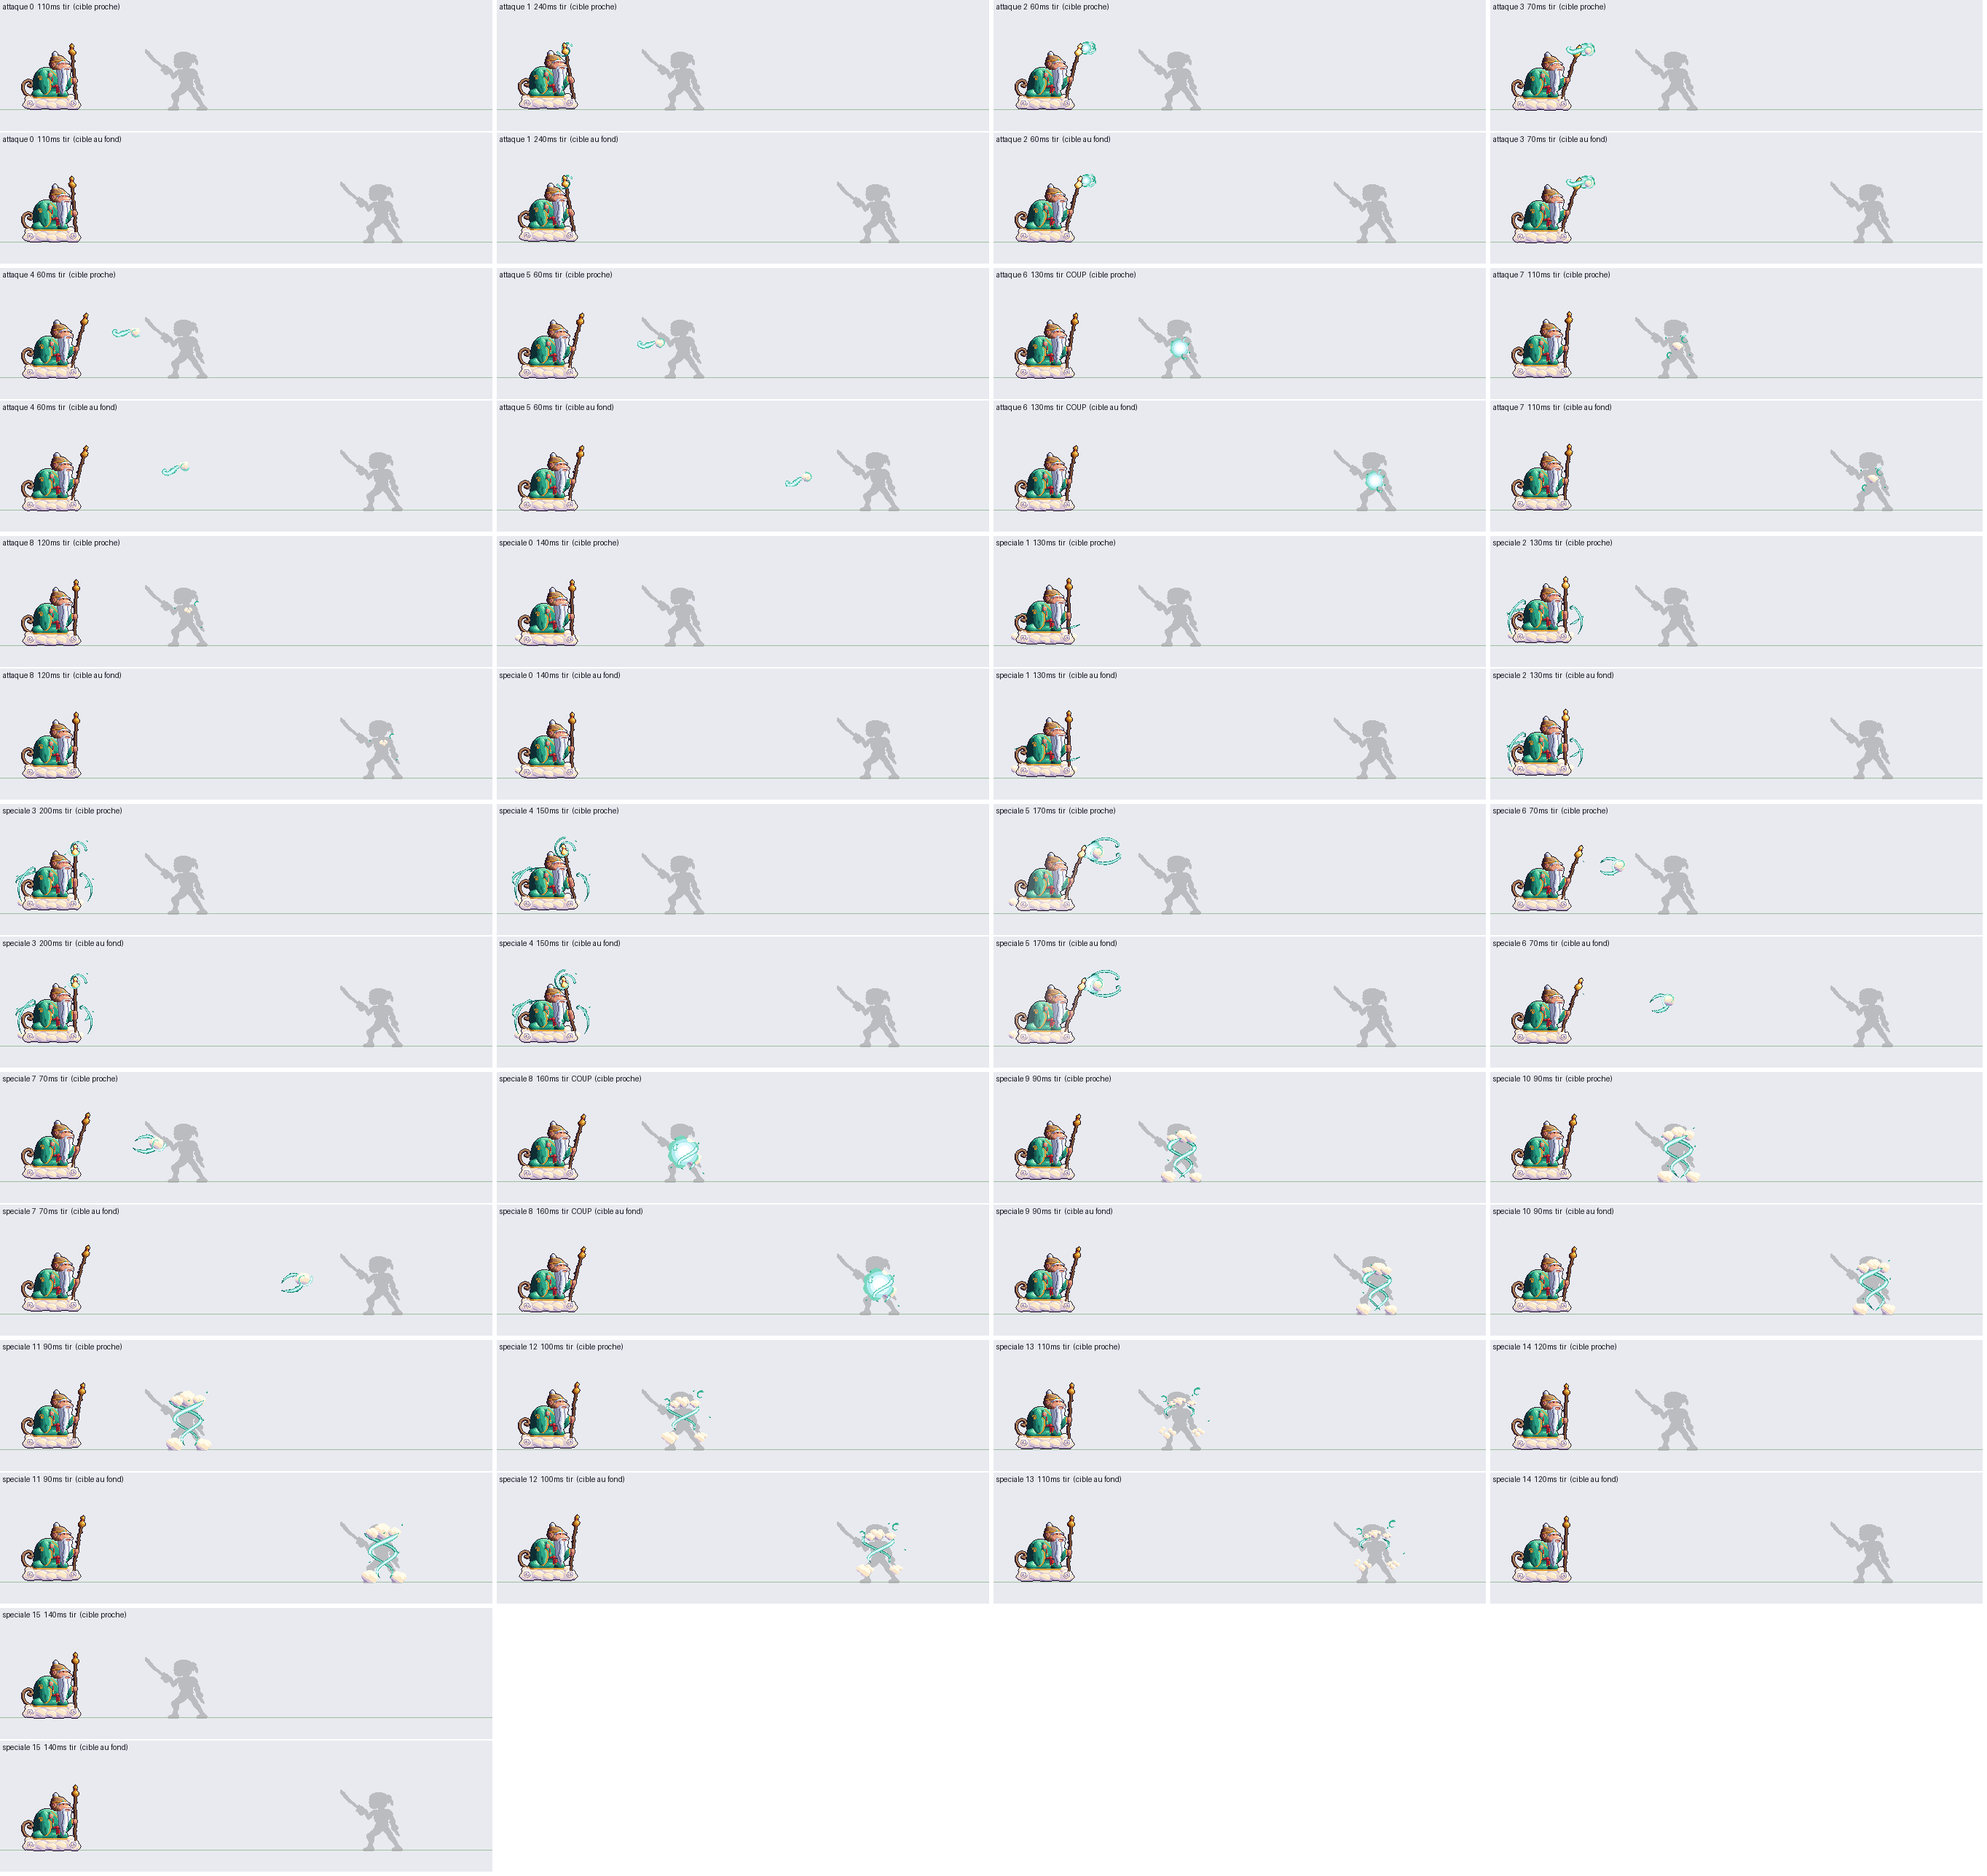 attaque 0 110ms tir (cible proche)
attaque 1 240ms tir (cible proche)
attaque 2 60ms tir (cible proche)
attaque 3 70ms tir (cible proche)
attaque 0 110ms tir (cible au fond)
attaque 1 240ms tir (cible au fond)
attaque 2 60ms tir (cible au fond)
attaque 3 70ms tir (cible au fond)
attaque 4 60ms tir (cible proche)
attaque 5 60ms tir (cible proche)
attaque 6 130ms tir COUP (cible proche)
attaque 7 110ms tir (cible proche)
attaque 4 60ms tir (cible au fond)
attaque 5 60ms tir (cible au fond)
attaque 6 130ms tir COUP (cible au fond)
attaque 7 110ms tir (cible au fond)
attaque 8 120ms tir (cible proche)
speciale 0 140ms tir (cible proche)
speciale 1 130ms tir (cible proche)
speciale 2 130ms tir (cible proche)
attaque 8 120ms tir (cible au fond)
speciale 0 140ms tir (cible au fond)
speciale 1 130ms tir (cible au fond)
speciale 2 130ms tir (cible au fond)
speciale 3 200ms tir (cible proche)
speciale 4 150ms tir (cible proche)
speciale 5 170ms tir (cible proche)
speciale 6 70ms tir (cible proche)
speciale 3 200ms tir (cible au fond)
speciale 4 150ms tir (cible au fond)
speciale 5 170ms tir (cible au fond)
speciale 6 70ms tir (cible au fond)
speciale 7 70ms tir (cible proche)
speciale 8 160ms tir COUP (cible proche)
speciale 9 90ms tir (cible proche)
speciale 10 90ms tir (cible proche)
speciale 7 70ms tir (cible au fond)
speciale 8 160ms tir COUP (cible au fond)
speciale 9 90ms tir (cible au fond)
speciale 10 90ms tir (cible au fond)
speciale 11 90ms tir (cible proche)
speciale 12 100ms tir (cible proche)
speciale 13 110ms tir (cible proche)
speciale 14 120ms tir (cible proche)
speciale 11 90ms tir (cible au fond)
speciale 12 100ms tir (cible au fond)
speciale 13 110ms tir (cible au fond)
speciale 14 120ms tir (cible au fond)
speciale 15 140ms tir (cible proche)
speciale 15 140ms tir (cible au fond)